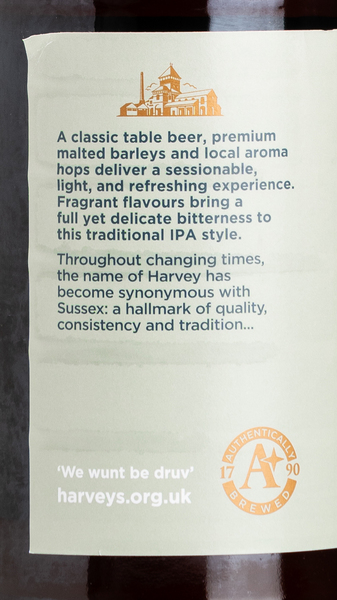 A classic table beer, premium
malted barleys and local aroma
hops deliver a sessionable,
light, and refreshing experience.
Fragrant flavours bring a
full yet delicate bitterness to
this traditional IPA style.
Throughout changing times,
the name of Harvey has
become synonymous with
Sussex: a hallmark of quality,
consistency and tradition...
'We wunt be druv'
harveys.org.uk
AUTHENTICALLY
17 A 90
BREWED